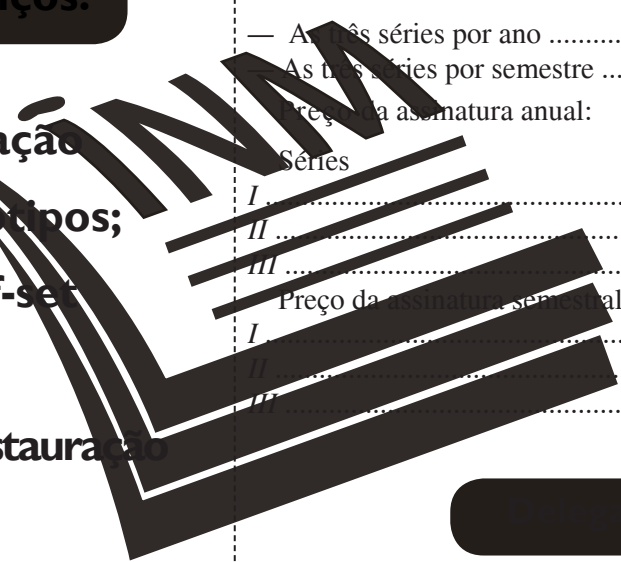 ços.
ação
ótipos;
f-set
stauração
— As três séries por ano ..........
— As três séries por semestre ...
Preço da assinatura anual:
Séries
I ..........
II ..........
III ..........
Preço da assinatura semestral
I ..........
II ..........
III ..........
INM